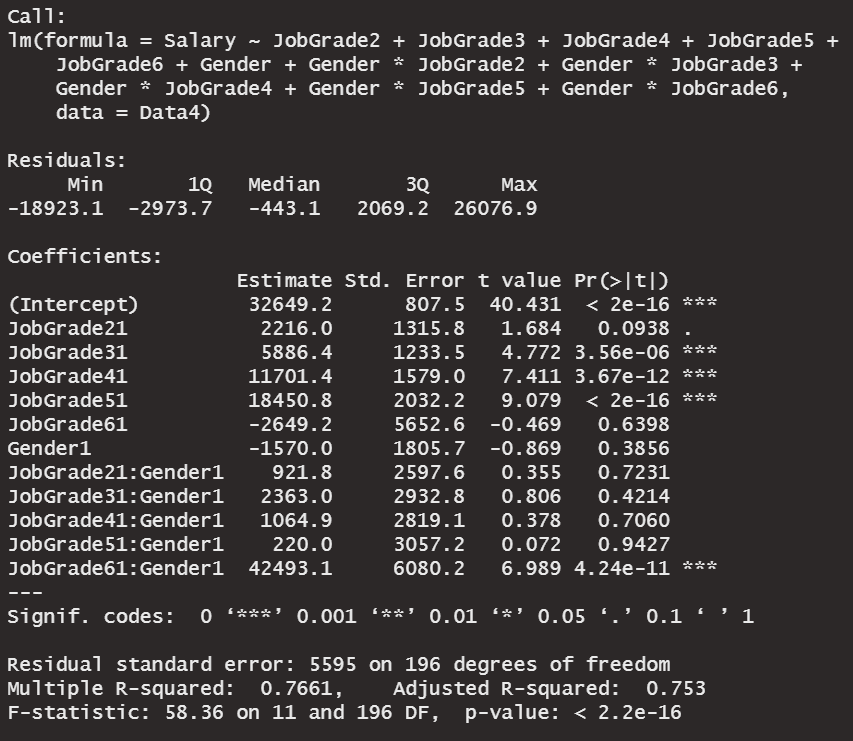 Call:
lm(formula = Salary ~ JobGrade2 + JobGrade3 + JobGrade4 + JobGrade5 +
    JobGrade6 + Gender + Gender * JobGrade2 + Gender * JobGrade3 +
    Gender * JobGrade4 + Gender * JobGrade5 + Gender * JobGrade6,
    data = Data4)

Residuals:
     Min       1Q   Median       3Q      Max
-18923.1  -2973.7   -443.1   2069.2  26076.9

Coefficients:
                   Estimate Std. Error t value Pr(>|t|)
(Intercept)         32649.2      807.5  40.431  < 2e-16 ***
JobGrade21           2216.0     1315.8   1.684   0.0938 .
JobGrade31           5886.4     1233.5   4.772 3.56e-06 ***
JobGrade41          11701.4     1579.0   7.411 3.67e-12 ***
JobGrade51          18450.8     2032.2   9.079  < 2e-16 ***
JobGrade61          -2649.2     5652.6  -0.469   0.6398
Gender1             -1570.0     1805.7  -0.869   0.3856
JobGrade21:Gender1    921.8     2597.6   0.355   0.7231
JobGrade31:Gender1   2363.0     2932.8   0.806   0.4214
JobGrade41:Gender1   1064.9     2819.1   0.378   0.7060
JobGrade51:Gender1    220.0     3057.2   0.072   0.9427
JobGrade61:Gender1  42493.1     6080.2   6.989 4.24e-11 ***
---
Signif. codes:  0 ‘***’ 0.001 ‘**’ 0.01 ‘*’ 0.05 ‘.’ 0.1 ‘ ’ 1

Residual standard error: 5595 on 196 degrees of freedom
Multiple R-squared:  0.7661,    Adjusted R-squared:  0.753
F-statistic: 58.36 on 11 and 196 DF,  p-value: < 2.2e-16